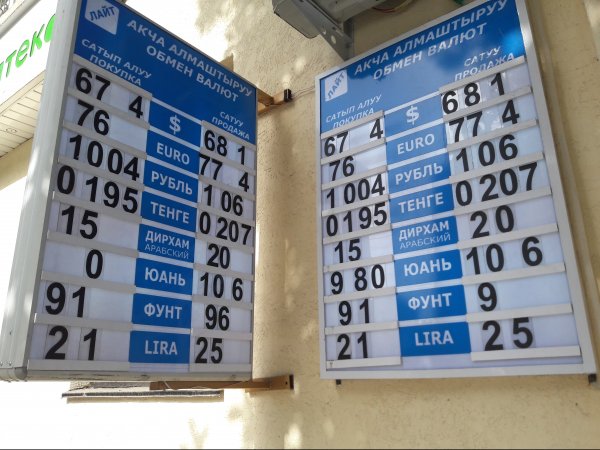 птеке
ЛАЙТ
АКЧА АЛМАШТЫРУУ
ОБМЕН ВАЛЮТ
САТЫП АЛУУ
ПОКУПКА
САТУУ
ПРОДАЖА
67 4 $ 68 1
76 EURO 77 4
1 004 РУБЛЬ 1 06
0 0195 ТЕНГЕ 0 0207
15 ДИРХАМ АРАБСКИЙ 20
0 ЮАНЬ 10 6
91 ФУНТ 96
21 LIRA 25
ЛАЙТ
АКЧА АЛМАШТЫРУУ
ОБМЕН ВАЛЮТ
САТЫП АЛУУ
ПОКУПКА
САТУУ
ПРОДАЖА
67 4 $ 68 1
76 EURO 77 4
1 004 РУБЛЬ 1 06
0 195 ТЕНГЕ 0 207
15 ДИРХАМ АРАБСКИЙ 20
9 80 ЮАНЬ 10 6
91 ФУНТ 9
21 LIRA 25